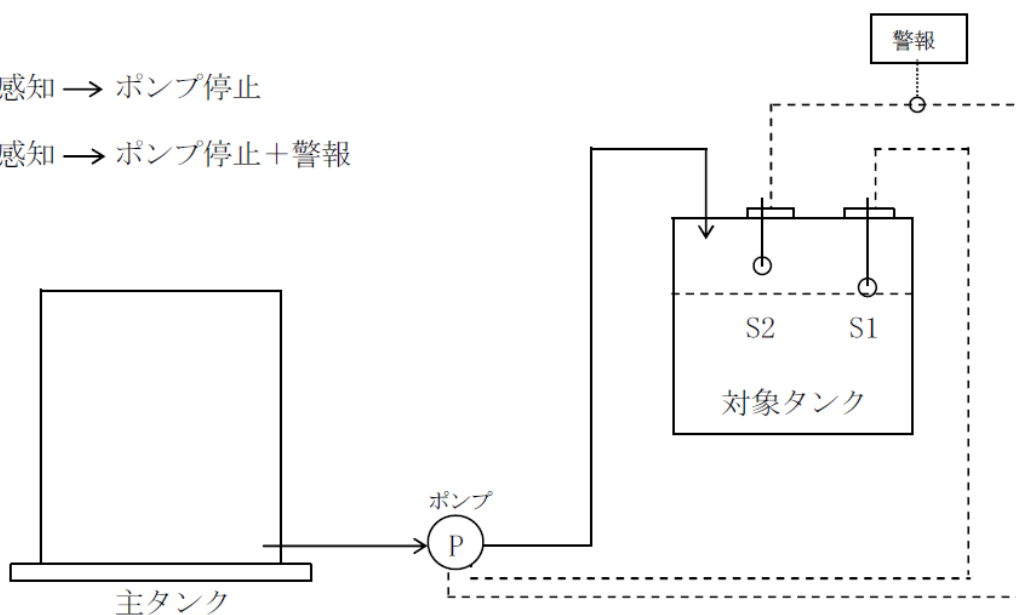 警報
感知 → ポンプ停止
感知 → ポンプ停止＋警報
S2
S1
対象タンク
ポンプ
P
主タンク